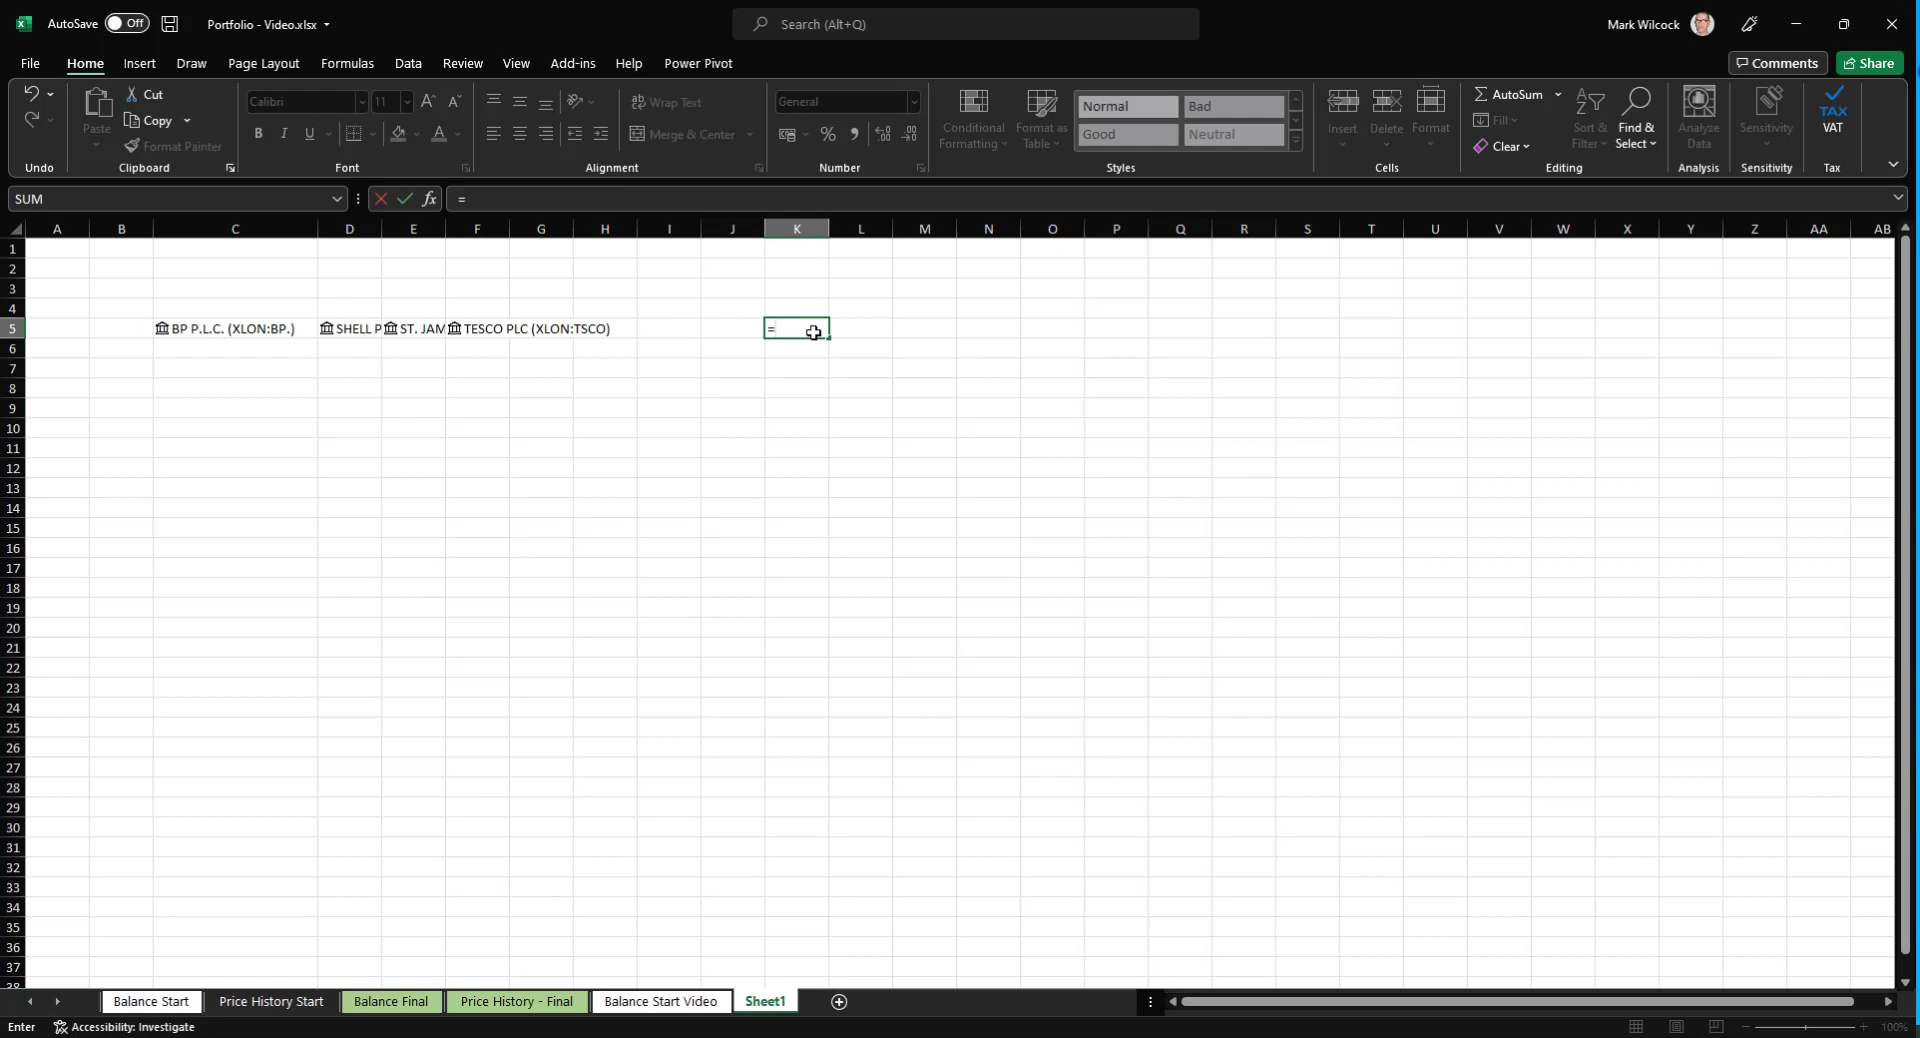 AutoSave Off Portfolio - Video.xlsx Search (Alt+Q) Mark Wilcock
File Home Insert Draw Page Layout Formulas Data Review View Add-ins Help Power Pivot Comments Share
Paste Cut Copy Format Painter
Calibri 11 B I U A
Wrap Text Merge & Center
General %
Conditional Formatting Format as Table Normal Bad Good Neutral
Insert Delete Format
AutoSum Fill Clear Sort & Filter Find & Select
Analyze Data Sensitivity TAX VAT
Undo Clipboard Font Alignment Number Styles Cells Editing Analysis Sensitivity Tax
SUM fx =
A B C D E F G H I J K L M N O P Q R S T U V W X Y Z AA AB
1
2
3
4
5 BP P.L.C. (XLON:BP.) SHELL P ST. JAM TESCO PLC (XLON:TSCO) =
6
7
8
9
10
11
12
13
14
15
16
17
18
19
20
21
22
23
24
25
26
27
28
29
30
31
32
33
34
35
36
37
38
Balance Start Price History Start Balance Final Price History - Final Balance Start Video Sheet1
Enter Accessibility: Investigate 100%